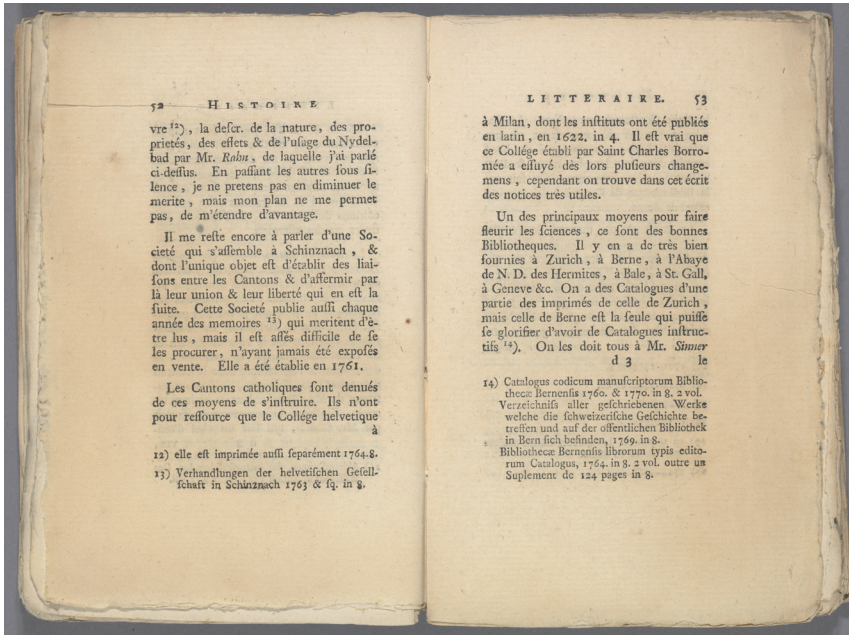 52 HISTOIRE
vre 12), la descr. de la nature, des pro-
prietés, des effets & de l'usage du Nydel-
bad par Mr. Rahn, de laquelle j'ai parlé
ci-dessus. En passant les autres sous si-
lence, je ne pretens pas en diminuer le
merite, mais mon plan ne me permet
pas, de m'étendre d'avantage.
Il me reste encore à parler d'une So-
cieté qui s'assemble à Schinznach, &
dont l'unique objet est d'établir des liai-
sons entre les Cantons & d'affermir par
là leur union & leur liberté qui en est la
suite. Cette Societé publie aussi chaque
année des memoires 13) qui meritent d'ê-
tre lus, mais il est assés difficile de se
les procurer, n'ayant jamais été exposés
en vente. Elle a été établie en 1761.
Les Cantons catholiques sont denués
de ces moyens de s'instruire. Ils n'ont
pour ressource que le Collége helvetique
à
12) elle est imprimée aussi separément 1764.8.
13) Verhandlungen der helvetischen Gesell-
schaft in Schinznach 1763 & sq. in 8.
LITTERAIRE. 53
à Milan, dont les instituts ont été publiés
en latin, en 1622. in 4. Il est vrai que
ce Collége établi par Saint Charles Borro-
mée a essuyé dès lors plusieurs change-
mens, cependant on trouve dans cet écrit
des notices très utiles.
Un des principaux moyens pour faire
fleurir les sciences, ce sont des bonnes
Bibliotheques. Il y en a de très bien
fournies à Zurich, à Berne, à l'Abaye
de N. D. des Hermites, à Bale, à St. Gall,
à Geneve &c. On a des Catalogues d'une
partie des imprimés de celle de Zurich,
mais celle de Berne est la seule qui puisse
se glorifier d'avoir de Catalogues instruc-
tifs 14). On les doit tous à Mr. Sinner
d 3 le
14) Catalogus codicum manuscriptorum Biblio-
thecæ Bernensis 1760. & 1770. in 8. 2 vol.
Verzeichniss aller geschriebenen Werke
welche die schweizerische Geschichte be-
treffen und auf der öffentlichen Bibliothek
in Bern sich befinden, 1769. in 8.
Bibliothecæ Bernensis librorum typis edito-
rum Catalogus, 1764. in 8. 2 vol. outre un
Suplement de 124 pages in 8.